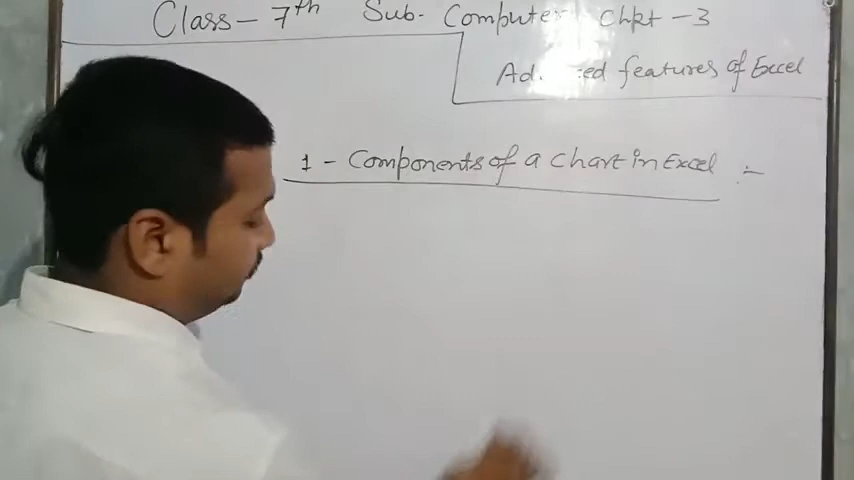 Class - 7th Sub. Computer Chpt - 3
features of Excel
1 - Components of a Chart in Excel :-